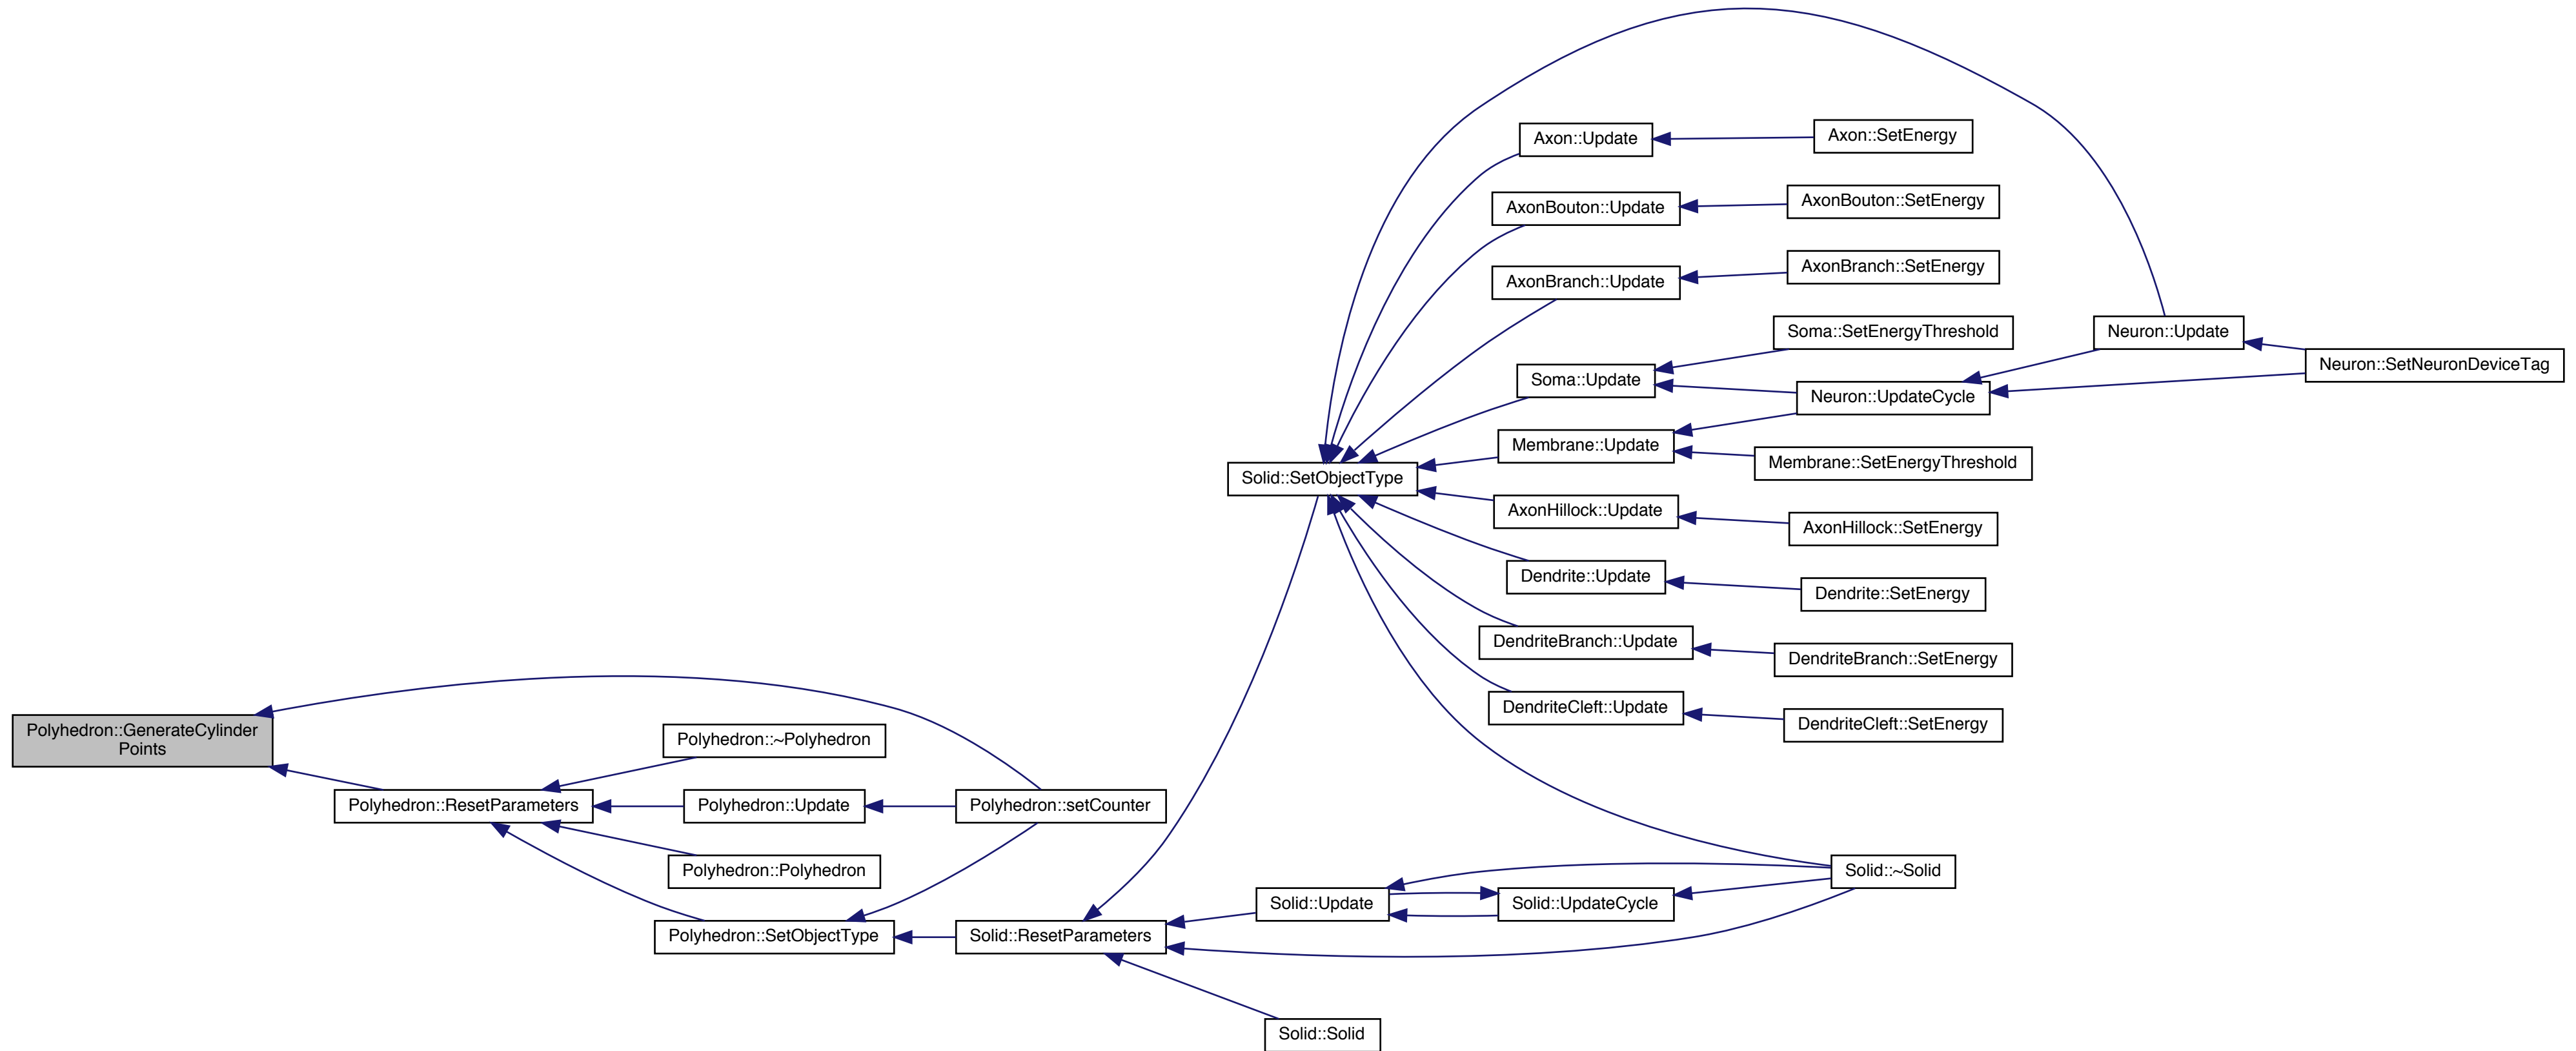 Polyhedron::GenerateCylinder
Points
Polyhedron::ResetParameters
Polyhedron::~Polyhedron
Polyhedron::Update
Polyhedron::Polyhedron
Polyhedron::SetObjectType
Polyhedron::setCounter
Solid::ResetParameters
Solid::SetObjectType
Solid::Update
Solid::Solid
Axon::Update
AxonBouton::Update
AxonBranch::Update
Soma::Update
Membrane::Update
AxonHillock::Update
Dendrite::Update
DendriteBranch::Update
DendriteCleft::Update
Solid::UpdateCycle
Axon::SetEnergy
AxonBouton::SetEnergy
AxonBranch::SetEnergy
Soma::SetEnergyThreshold
Neuron::UpdateCycle
Membrane::SetEnergyThreshold
AxonHillock::SetEnergy
Dendrite::SetEnergy
DendriteBranch::SetEnergy
DendriteCleft::SetEnergy
Solid::~Solid
Neuron::Update
Neuron::SetNeuronDeviceTag